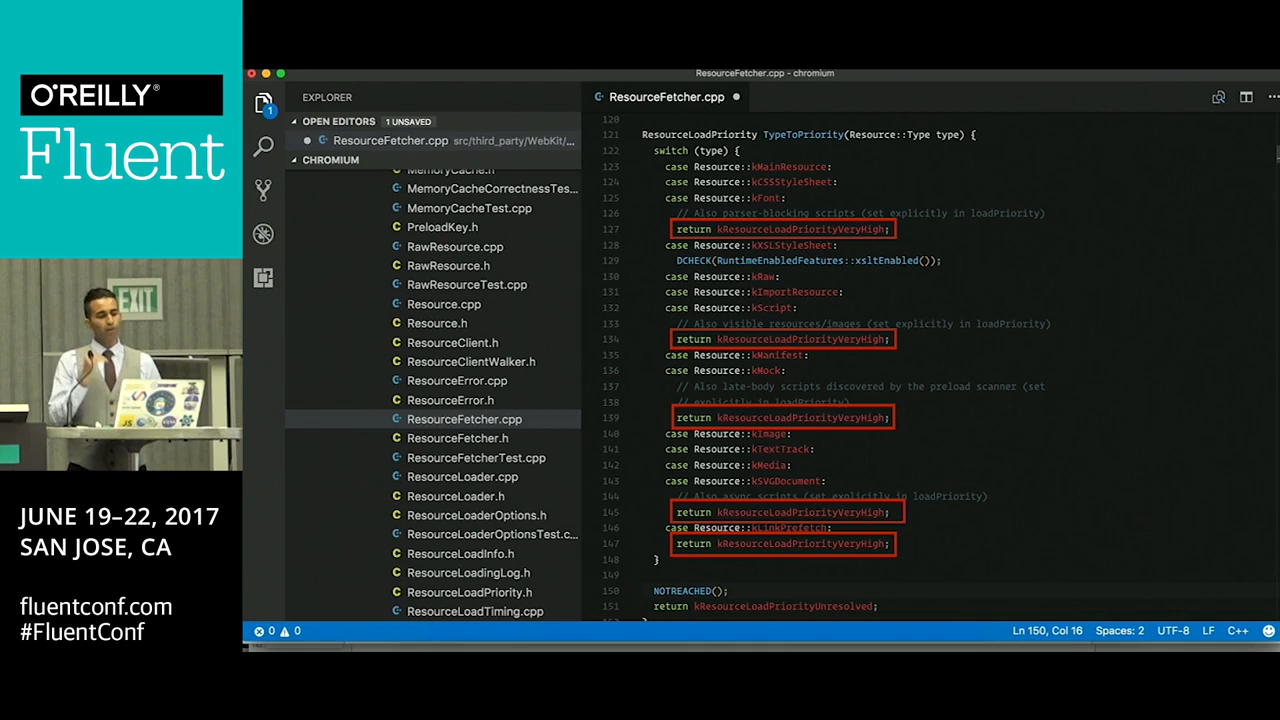 O'REILLY®
Fluent
EXIT
JS
JUNE 19–22, 2017
SAN JOSE, CA
fluentconf.com
#FluentConf
ResourceFetcher.cpp - chromium
1
EXPLORER
OPEN EDITORS 1 UNSAVED
ResourceFetcher.cpp src/third_party/WebKit/...
CHROMIUM
MemoryCache.h
MemoryCacheCorrectnessTes...
MemoryCacheTest.cpp
PreloadKey.h
RawResource.cpp
RawResource.h
RawResourceTest.cpp
Resource.cpp
Resource.h
ResourceClient.h
ResourceClientWalker.h
ResourceError.cpp
ResourceError.h
ResourceFetcher.cpp
ResourceFetcher.h
ResourceFetcherTest.cpp
ResourceLoader.cpp
ResourceLoader.h
ResourceLoaderOptions.h
ResourceLoaderOptionsTest.c...
ResourceLoadInfo.h
ResourceLoadingLog.h
ResourceLoadPriority.h
ResourceLoadTiming.cpp
ResourceFetcher.cpp
120
121 ResourceLoadPriority TypeToPriority(Resource::Type type) {
122 switch (type) {
123 case Resource::kMainResource:
124 case Resource::kCSSStyleSheet:
125 case Resource::kFont:
126 // Also parser-blocking scripts (set explicitly in loadPriority)
127 return kResourceLoadPriorityVeryHigh;
128 case Resource::kXSLStyleSheet:
129 DCHECK(RuntimeEnabledFeatures::xsltEnabled());
130 case Resource::kRaw:
131 case Resource::kImportResource:
132 case Resource::kScript:
133 // Also visible resources/images (set explicitly in loadPriority)
134 return kResourceLoadPriorityVeryHigh;
135 case Resource::kManifest:
136 case Resource::kMock:
137 // Also late-body scripts discovered by the preload scanner (set
138 // explicitly in loadPriority)
139 return kResourceLoadPriorityVeryHigh;
140 case Resource::kImage:
141 case Resource::kTextTrack:
142 case Resource::kMedia:
143 case Resource::kSVGDocument:
144 // Also async scripts (set explicitly in loadPriority)
145 return kResourceLoadPriorityVeryHigh;
146 case Resource::kLinkPrefetch:
147 return kResourceLoadPriorityVeryHigh;
148 }
149
150 NOTREACHED();
151 return kResourceLoadPriorityUnresolved;
0 0 Ln 150, Col 16 Spaces: 2 UTF-8 LF C++